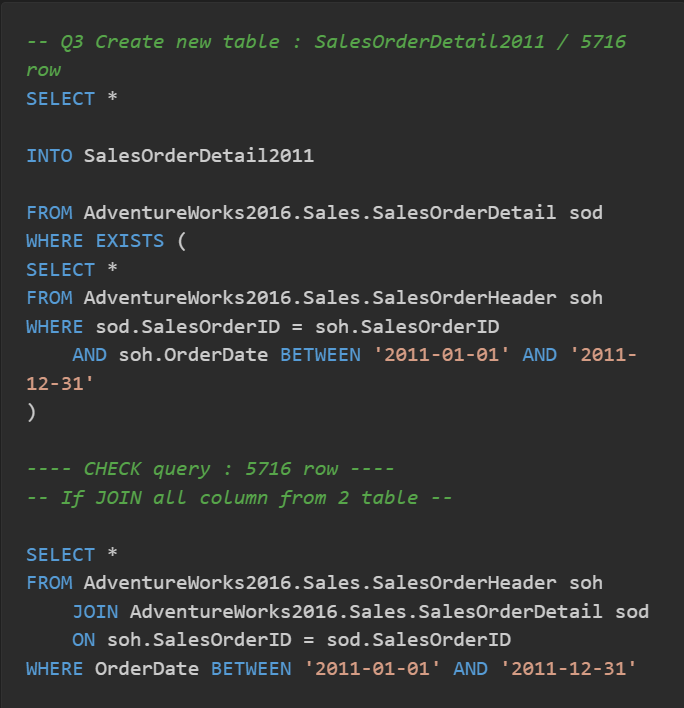 -- Q3 Create new table : SalesOrderDetail2011 / 5716
row
SELECT *
INTO SalesOrderDetail2011
FROM AdventureWorks2016.Sales.SalesOrderDetail sod
WHERE EXISTS (
SELECT *
FROM AdventureWorks2016.Sales.SalesOrderHeader soh
WHERE sod.SalesOrderID = soh.SalesOrderID
    AND soh.OrderDate BETWEEN '2011-01-01' AND '2011-
12-31'
)
---- CHECK query : 5716 row ----
-- If JOIN all column from 2 table --
SELECT *
FROM AdventureWorks2016.Sales.SalesOrderHeader soh
    JOIN AdventureWorks2016.Sales.SalesOrderDetail sod
    ON soh.SalesOrderID = sod.SalesOrderID
WHERE OrderDate BETWEEN '2011-01-01' AND '2011-12-31'